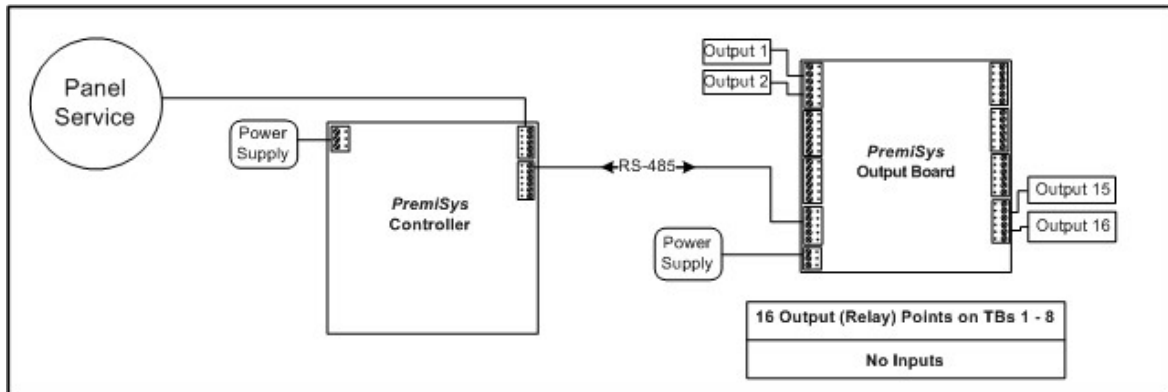 Panel
Service
Power
Supply
PremiSys
Controller
RS-485
Output 1
Output 2
PremiSys
Output Board
Output 15
Output 16
Power
Supply
16 Output (Relay) Points on TBs 1 - 8
No Inputs